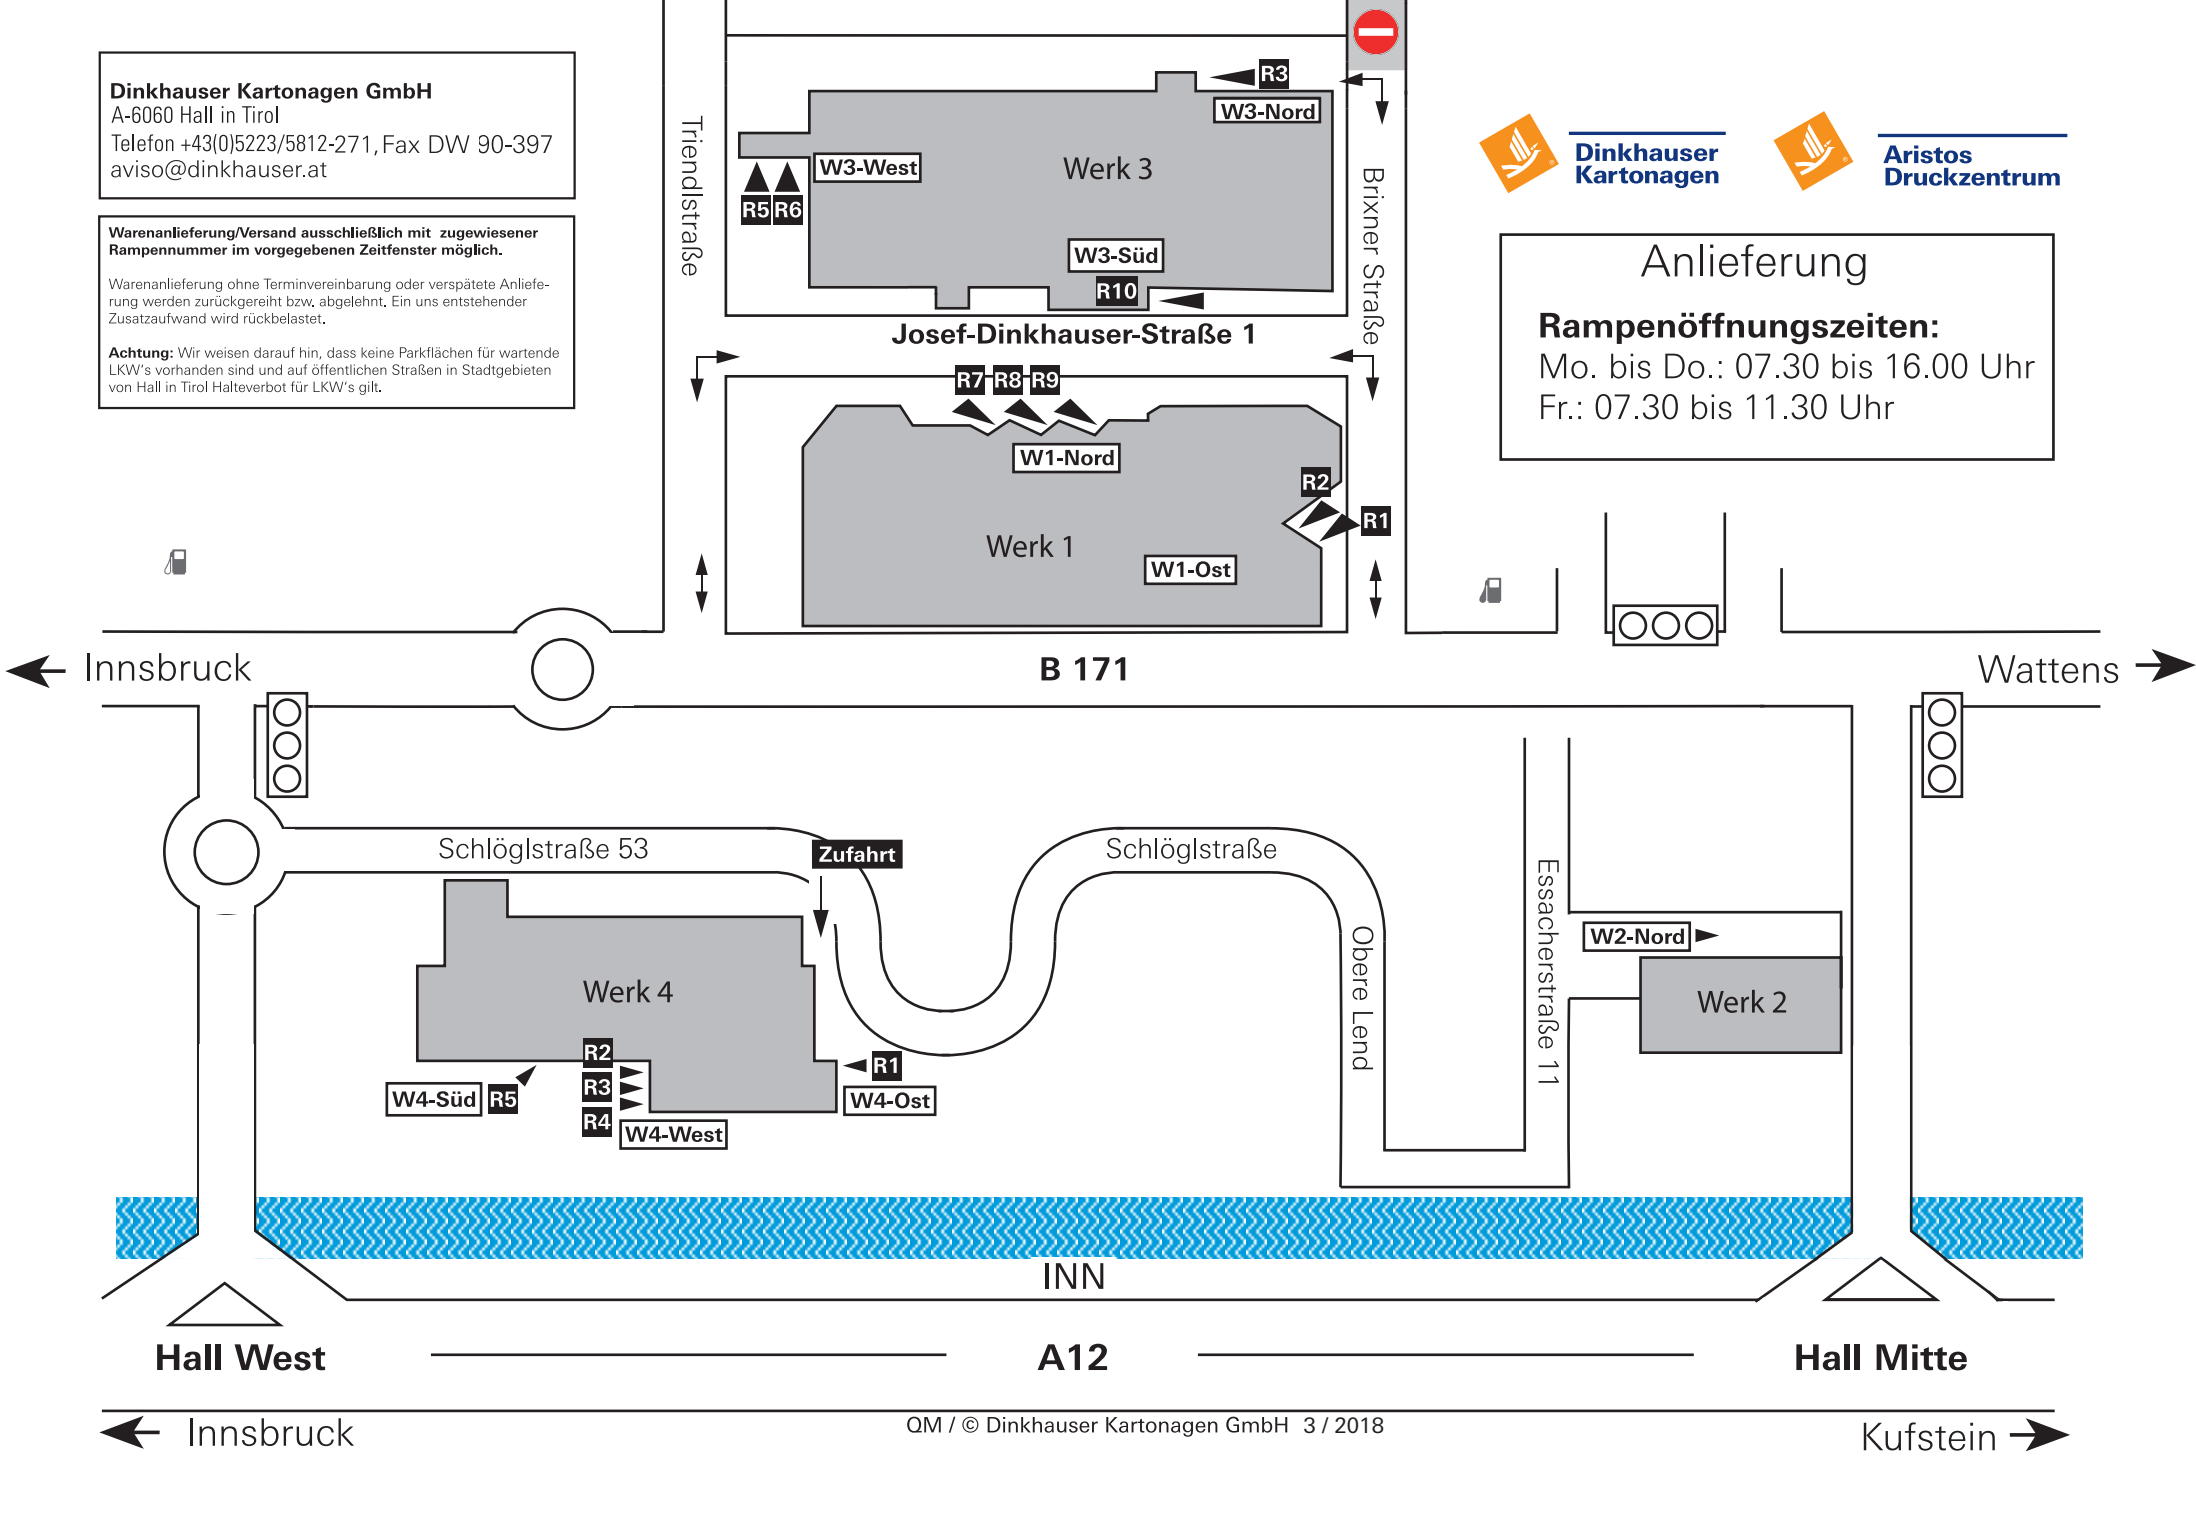 Dinkhauser Kartonagen GmbH
A-6060 Hall in Tirol
Telefon +43(0)5223/5812-271, Fax DW 90-397
aviso@dinkhauser.at
Warenanlieferung/Versand ausschließlich mit zugewiesener
Rampennummer im vorgegebenen Zeitfenster möglich.
Warenanlieferung ohne Terminvereinbarung oder verspätete Anliefe-
rung werden zurückgereiht bzw. abgelehnt. Ein uns entstehender
Zusatzaufwand wird rückbelastet.
Achtung: Wir weisen darauf hin, dass keine Parkflächen für wartende
LKW's vorhanden sind und auf öffentlichen Straßen in Stadtgebieten
von Hall in Tirol Halteverbot für LKW's gilt.
Triendlstraße
R3
W3-Nord
W3-West
Werk 3
R5 R6
W3-Süd
R10
Brixner Straße
Josef-Dinkhauser-Straße 1
R7 R8 R9
W1-Nord
R2
R1
Werk 1
W1-Ost
Dinkhauser
Kartonagen
Aristos
Druckzentrum
Anlieferung
Rampenöffnungszeiten:
Mo. bis Do.: 07.30 bis 16.00 Uhr
Fr.: 07.30 bis 11.30 Uhr
Innsbruck
B 171
Wattens
Schlöglstraße 53
Zufahrt
Schlöglstraße
Obere Lend
Essacherstraße 11
W2-Nord
Werk 2
Werk 4
R2
R3
R4
R1
W4-Süd
R5
W4-Ost
W4-West
INN
Hall West
A12
Hall Mitte
Innsbruck
QM / © Dinkhauser Kartonagen GmbH 3 / 2018
Kufstein